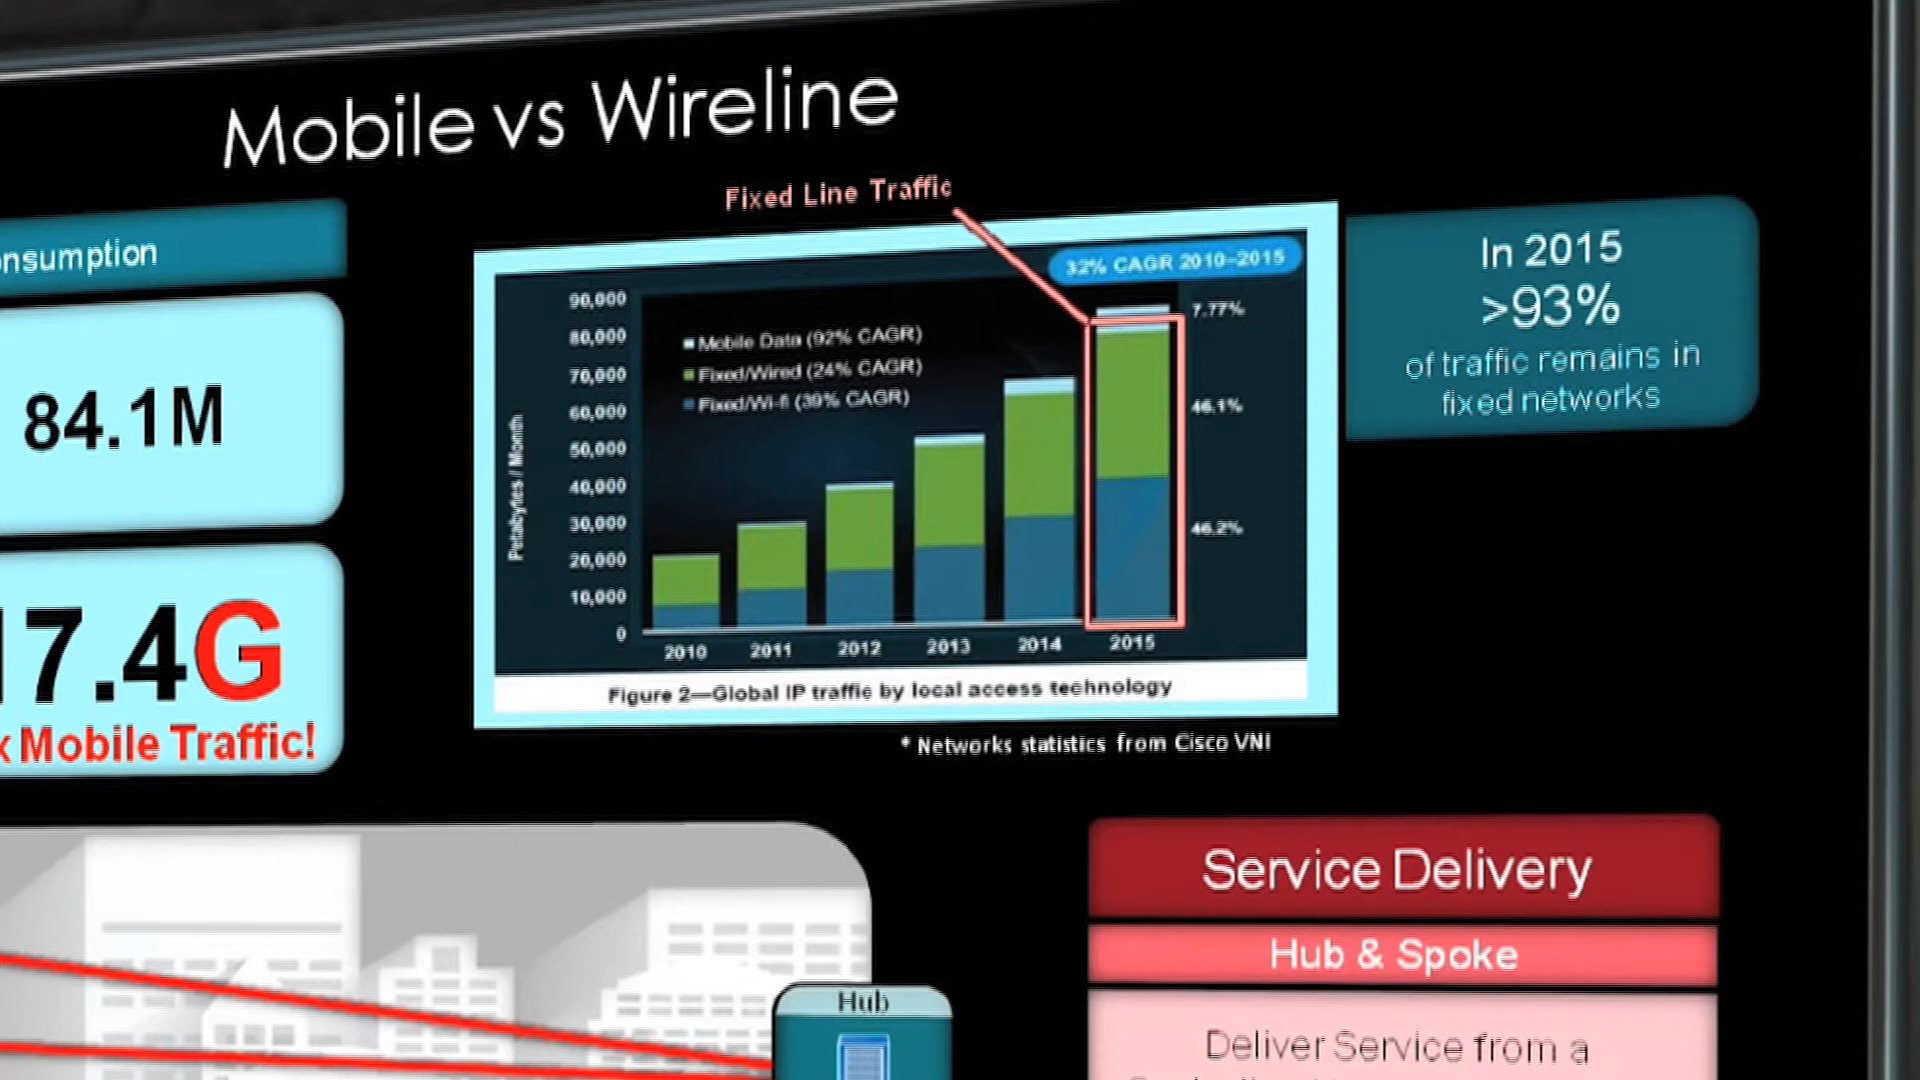 Mobile vs Wireline
Fixed Line Traffic
onsumption
84.1M
17.4G
x Mobile Traffic!
32% CAGR 2010–2015
90,000
80,000
70,000
60,000
50,000
40,000
30,000
20,000
10,000
0
Petabytes / Month
Mobile Data (92% CAGR)
Fixed/Wired (24% CAGR)
Fixed/Wi-fi (39% CAGR)
7.77%
46.1%
46.2%
2010 2011 2012 2013 2014 2015
Figure 2—Global IP traffic by local access technology
* Networks statistics from Cisco VNI
In 2015
>93%
of traffic remains in
fixed networks
Hub
Service Delivery
Hub & Spoke
Deliver Service from a